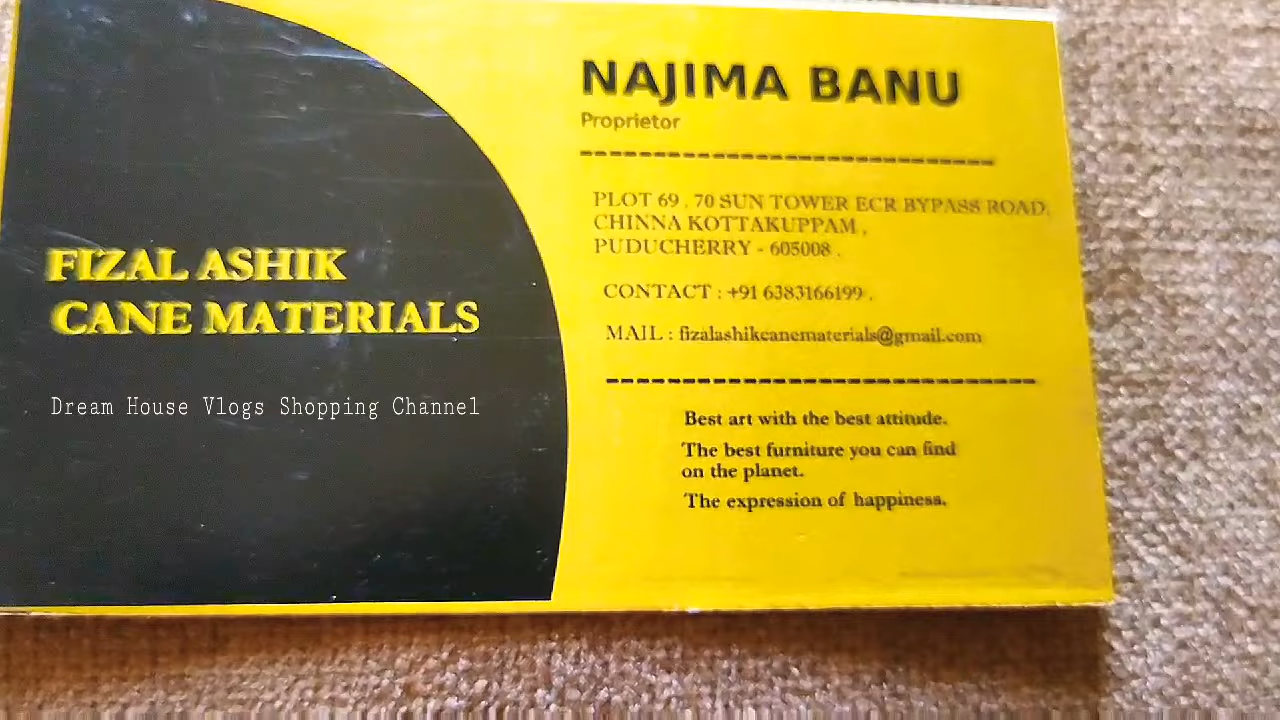 FIZAL ASHIK
CANE MATERIALS
Dream House Vlogs Shopping Channel
NAJIMA BANU
Proprietor
PLOT 69 , 70 SUN TOWER ECR BYPASS ROAD,
CHINNA KOTTAKUPPAM ,
PUDUCHERRY - 605008 .
CONTACT : +91 6383166199 .
MAIL : fizalashikcanematerials@gmail.com
Best art with the best attitude.
The best furniture you can find
on the planet.
The expression of happiness.